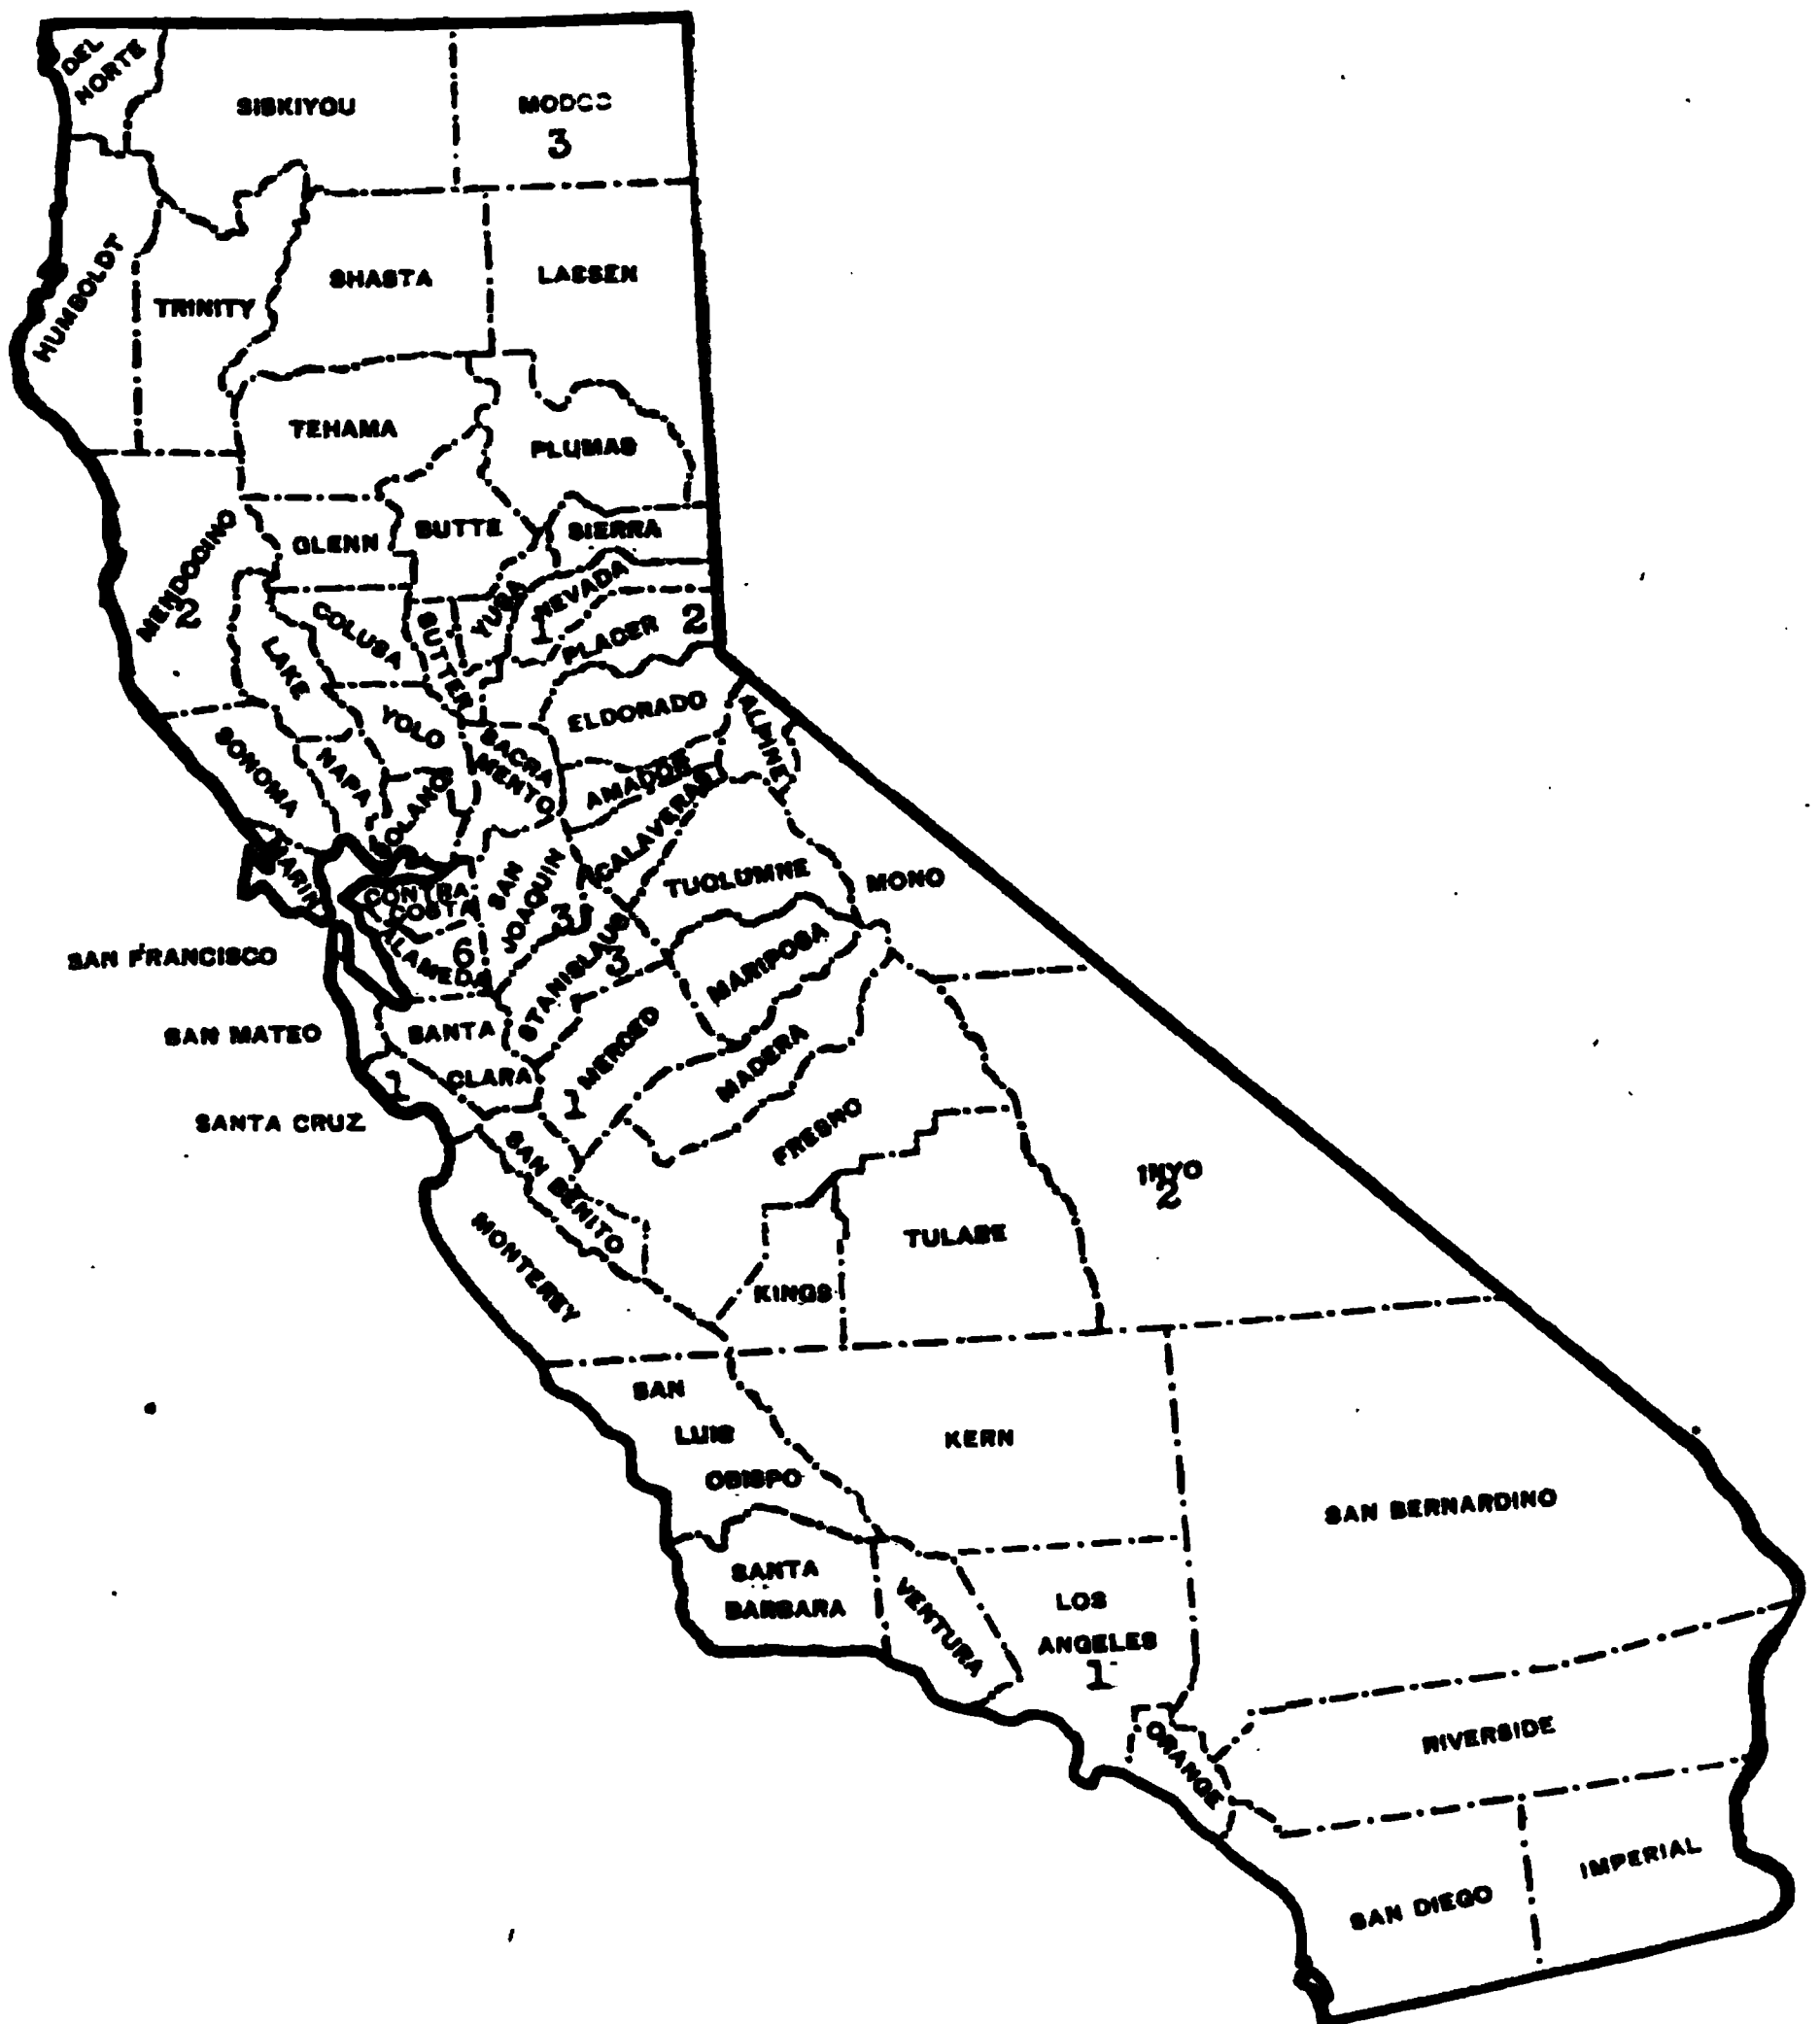 DEL
NORTE
SISKIYOU
MODOC
3
HUMBOLDT
TRINITY
SHASTA
LASSEN
TEHAMA
PLUMAS
MENDOCINO
2
GLENN
BUTTE
SIERRA
LAKE
COLUSA
SUTTER
YUBA
NEVADA
1
PLACER 2
SONOMA
NAPA
YOLO
SACRA
MENTO
ELDORADO
ALPINE
SOLANO
AMADOR
CALAVERAS
MARIN
CONTRA
COSTA
SAN
JOAQUIN
3
TUOLUMNE
MONO
SAN FRANCISCO
ALAMEDA
6
STANISLAUS
3
MARIPOSA
SAN MATEO
SANTA
CLARA
1
MERCED
1
MADERA
SANTA CRUZ
SAN BENITO
FRESNO
MONTEREY
KINGS
TULARE
INYO
2
SAN
LUIS
OBISPO
KERN
SAN BERNARDINO
SANTA
BARBARA
VENTURA
LOS
ANGELES
1
ORANGE
RIVERSIDE
SAN DIEGO
IMPERIAL